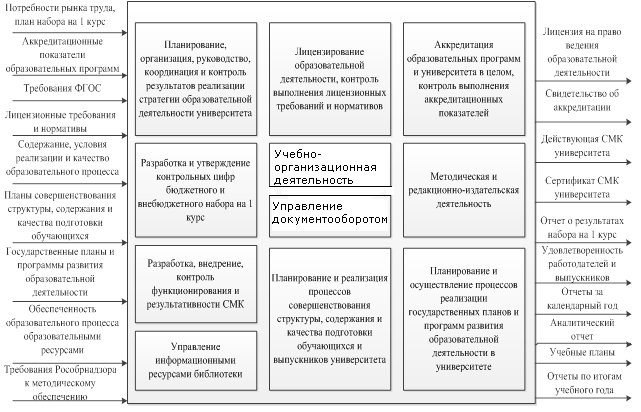 Потребности рынка труда,
план набора на 1 курс
Аккредитационные
показатели
образовательных программ
Требования ФГОС
Лицензионные требования
и нормативы
Содержание, условия
реализации и качество
образовательного процесса
Планы совершенствования
структуры, содержания и
качества подготовки
обучающихся
Государственные планы и
программы развития
образовательной
деятельности
Обеспеченность
образовательного процесса
образовательными
ресурсами
Требования Рособрнадзора
к методическому
обеспечению
Планирование,
организация, руководство,
координация и контроль
результатов реализации
стратегии образовательной
деятельности университета
Лицензирование
образовательной
деятельности, контроль
выполнения лицензионных
требований и нормативов
Аккредитация
образовательных программ
и университета в целом,
контроль выполнения
аккредитационных
показателей
Разработка и утверждение
контрольных цифр
бюджетного и
внебюджетного набора на 1
курс
Учебно-
организационная
деятельность
Управление
документооборотом
Методическая и
редакционно-издательская
деятельность
Разработка, внедрение,
контроль
функционирования и
результативности СМК
Управление
информационными
ресурсами библиотеки
Планирование и реализация
процессов
совершенствования
структуры, содержания и
качества подготовки
обучающихся и
выпускников университета
Планирование и
осуществление процессов
реализации
государственных планов и
программ развития
образовательной
деятельности в
университете
Лицензия на право
ведения
образовательной
деятельности
Свидетельство об
аккредитации
Действующая СМК
университета
Сертификат СМК
университета
Отчет о результатах
набора на 1 курс
Удовлетворенность
работодателей и
выпускников
Отчеты за
календарный год
Аналитический
отчет
Учебные планы
Отчеты по итогам
учебного года